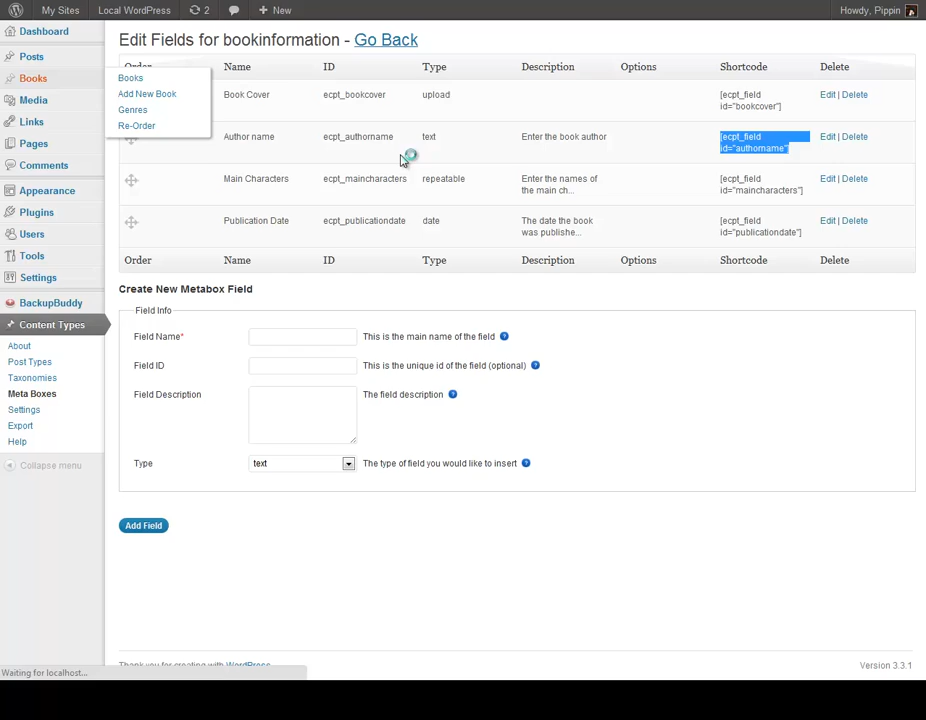 My Sites Local WordPress 2 New Howdy, Pippin
Dashboard
Posts
Books
Media
Links
Pages
Comments
Appearance
Plugins
Users
Tools
Settings
BackupBuddy
Content Types
About
Post Types
Taxonomies
Meta Boxes
Settings
Export
Help
Collapse menu
Books
Add New Book
Genres
Re-Order
Edit Fields for bookinformation - Go Back
Order Name ID Type Description Options Shortcode Delete
Book Cover ecpt_bookcover upload [ecpt_field Edit | Delete
id="bookcover"]
Author name ecpt_authorname text Enter the book author [ecpt_field Edit | Delete
id="authorname"]
Main Characters ecpt_maincharacters repeatable Enter the names of [ecpt_field Edit | Delete
the main ch... id="maincharacters"]
Publication Date ecpt_publicationdate date The date the book [ecpt_field Edit | Delete
was publishe... id="publicationdate"]
Order Name ID Type Description Options Shortcode Delete
Create New Metabox Field
Field Info
Field Name* This is the main name of the field ?
Field ID This is the unique id of the field (optional) ?
Field Description The field description ?
Type text The type of field you would like to insert ?
Add Field
Thank you for creating with WordPress Version 3.3.1
Waiting for localhost...